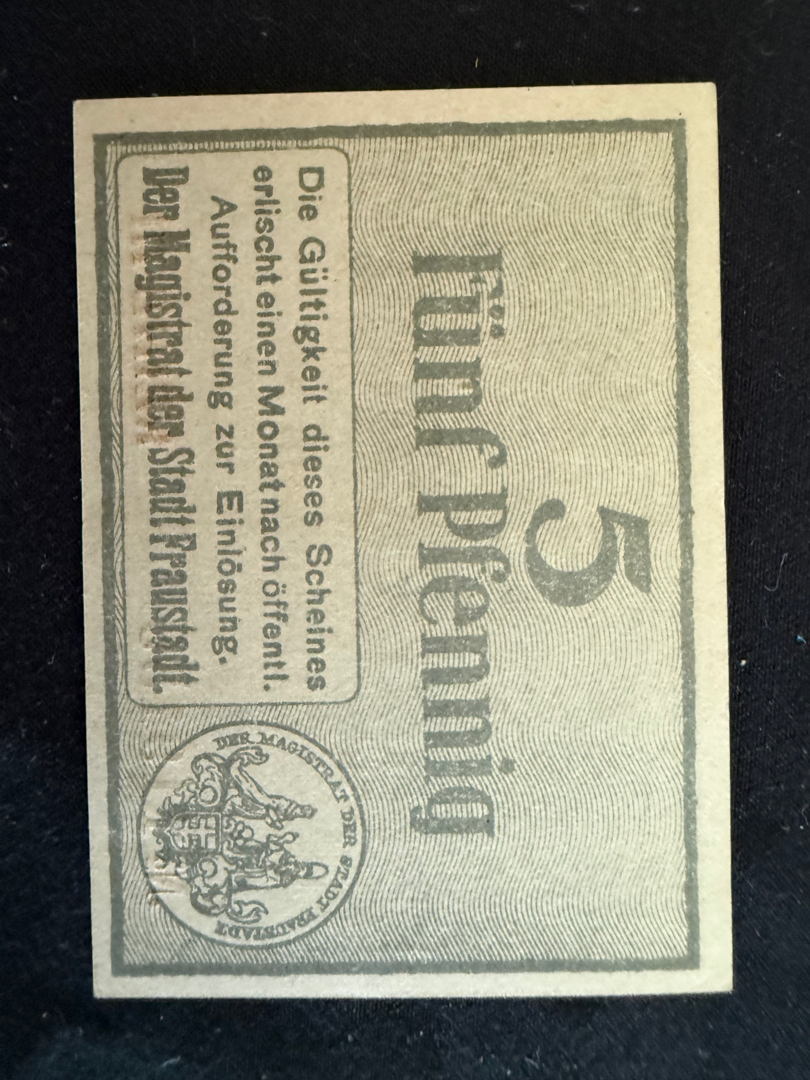 5
Fünf Pfennig
Die Gültigkeit dieses Scheines
erlischt einen Monat nach öffentl.
Aufforderung zur Einlösung.
Der Magistrat der Stadt Fraustadt.
DER MAGISTRAT DER STADT FRAUSTADT